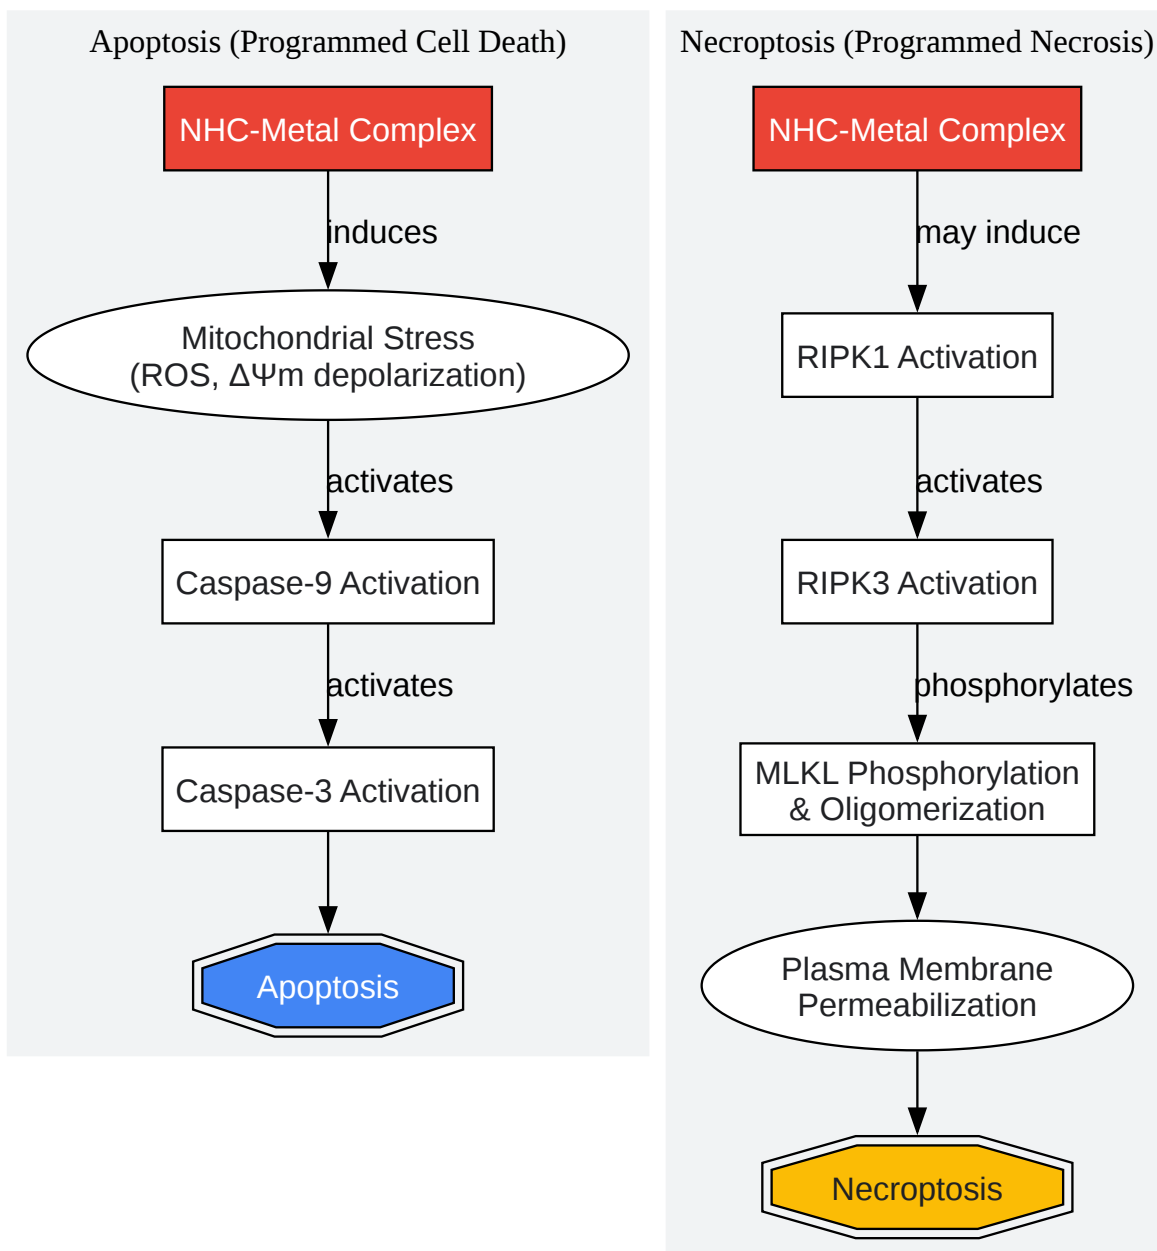 Apoptosis (Programmed Cell Death)
NHC-Metal Complex
induces
Mitochondrial Stress
(ROS, ΔΨm depolarization)
activates
Caspase-9 Activation
activates
Caspase-3 Activation
Apoptosis
Necroptosis (Programmed Necrosis)
NHC-Metal Complex
may induce
RIPK1 Activation
activates
RIPK3 Activation
phosphorylates
MLKL Phosphorylation
& Oligomerization
Plasma Membrane
Permeabilization
Necroptosis